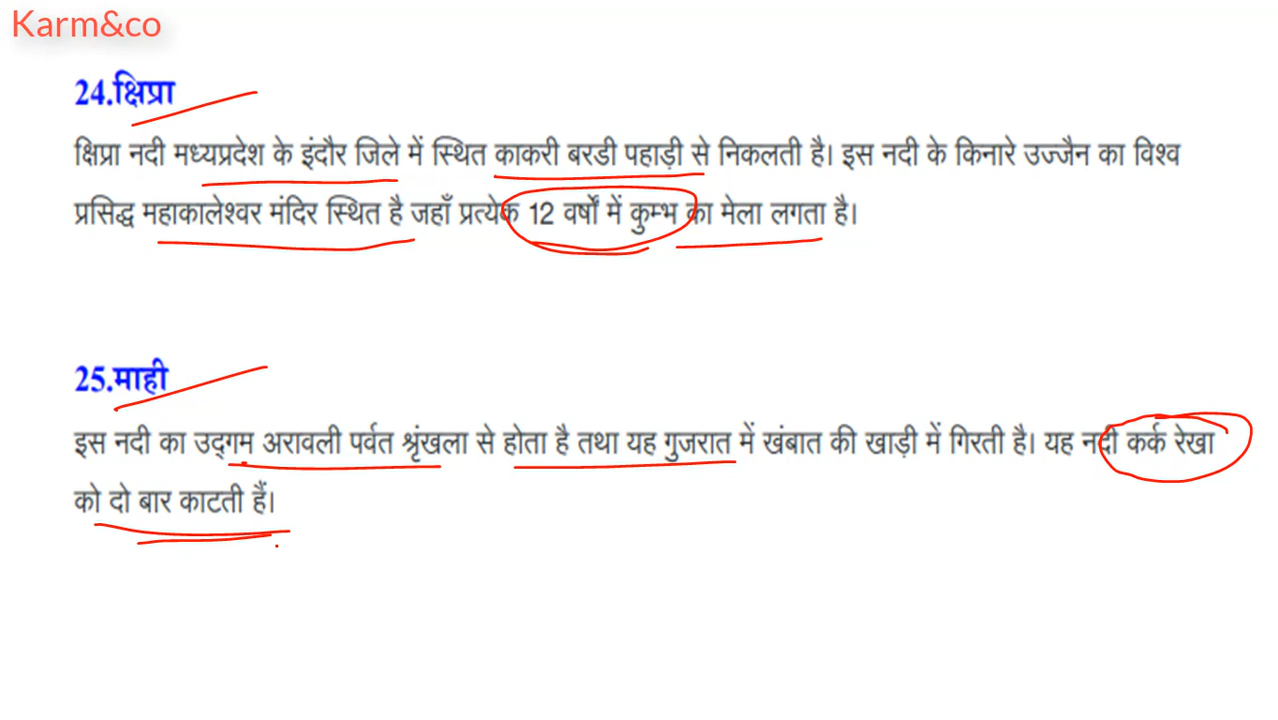 Karm&co
24.क्षिप्रा
क्षिप्रा नदी मध्यप्रदेश के इंदौर जिले में स्थित काकरी बरडी पहाड़ी से निकलती है। इस नदी के किनारे उज्जैन का विश्व
प्रसिद्ध महाकालेश्वर मंदिर स्थित है जहाँ प्रत्येक 12 वर्षों में कुम्भ का मेला लगता है।
25.माही
इस नदी का उद्‌गम अरावली पर्वत श्रृंखला से होता है तथा यह गुजरात में खंबात की खाड़ी में गिरती है। यह नदी कर्क रेखा
को दो बार काटती हैं।